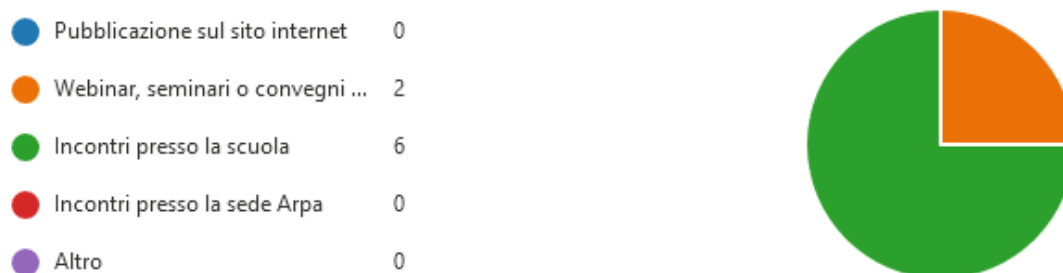 Pubblicazione sul sito internet 0
Webinar, seminari o convegni ... 2
Incontri presso la scuola 6
Incontri presso la sede Arpa 0
Altro 0